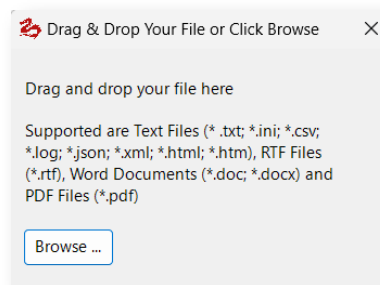 Drag & Drop Your File or Click Browse
Drag and drop your file here
Supported are Text Files (* .txt; *.ini; *.csv;
*.log; *.json; *.xml; *.html; *.htm), RTF Files
(*.rtf), Word Documents (*.doc; *.docx) and
PDF Files (*.pdf)
Browse ...